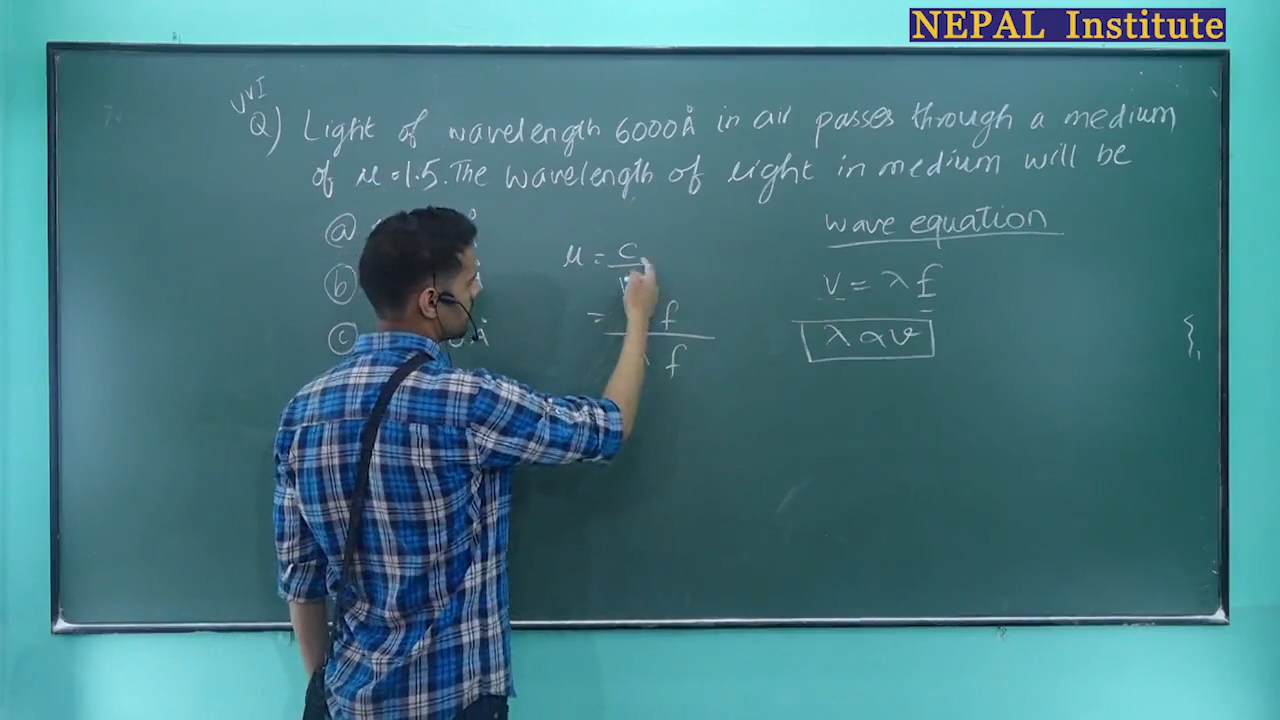 NEPAL Institute
VVI
Q) Light of wavelength 6000Å in air passes through a medium
of μ=1.5. The wavelength of light in medium will be
wave equation
a
b
c Å
μ = c
v = λ f
= f
f
λ ∝ v